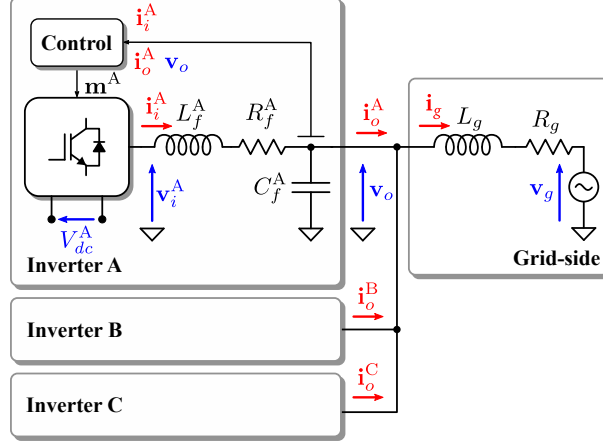 i_i^A
Control
i_o^A v_o
m^A
i_i^A L_f^A R_f^A i_o^A i_g L_g R_g
C_f^A
v_i^A v_o v_g
V_dc^A
Inverter A
Grid-side
i_o^B
Inverter B
i_o^C
Inverter C